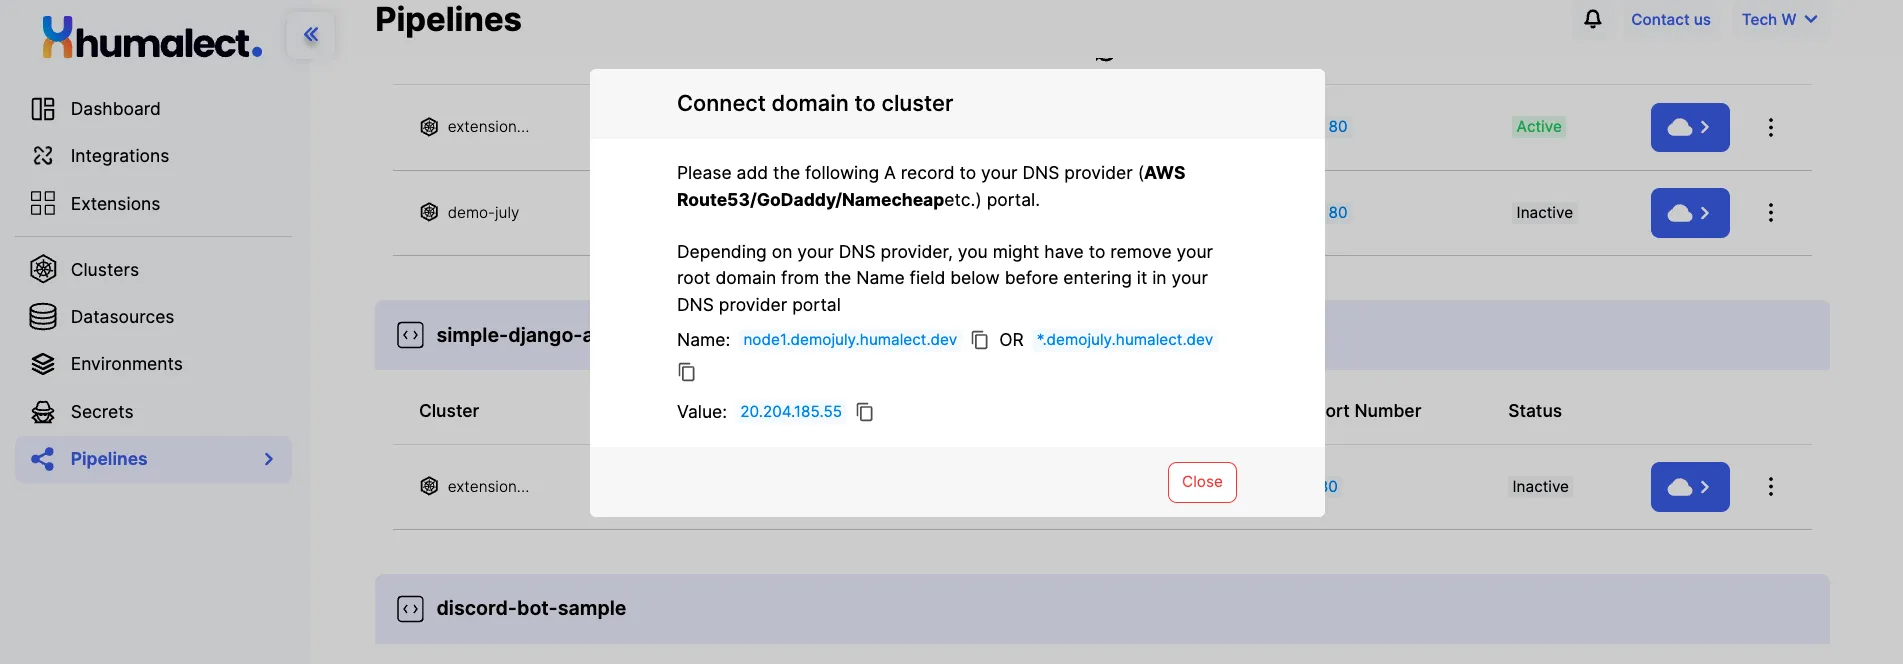 humalect.
Pipelines
Contact us
Tech W
Dashboard
Integrations
Extensions
Clusters
Datasources
Environments
Secrets
Pipelines
extension...
80
Active
demo-july
80
Inactive
simple-django-a
Cluster
ort Number
Status
extension...
80
Inactive
discord-bot-sample
Connect domain to cluster
Please add the following A record to your DNS provider (AWS
Route53/GoDaddy/Namecheapetc.) portal.
Depending on your DNS provider, you might have to remove your
root domain from the Name field below before entering it in your
DNS provider portal
Name: node1.demojuly.humalect.dev OR *.demojuly.humalect.dev
Value: 20.204.185.55
Close